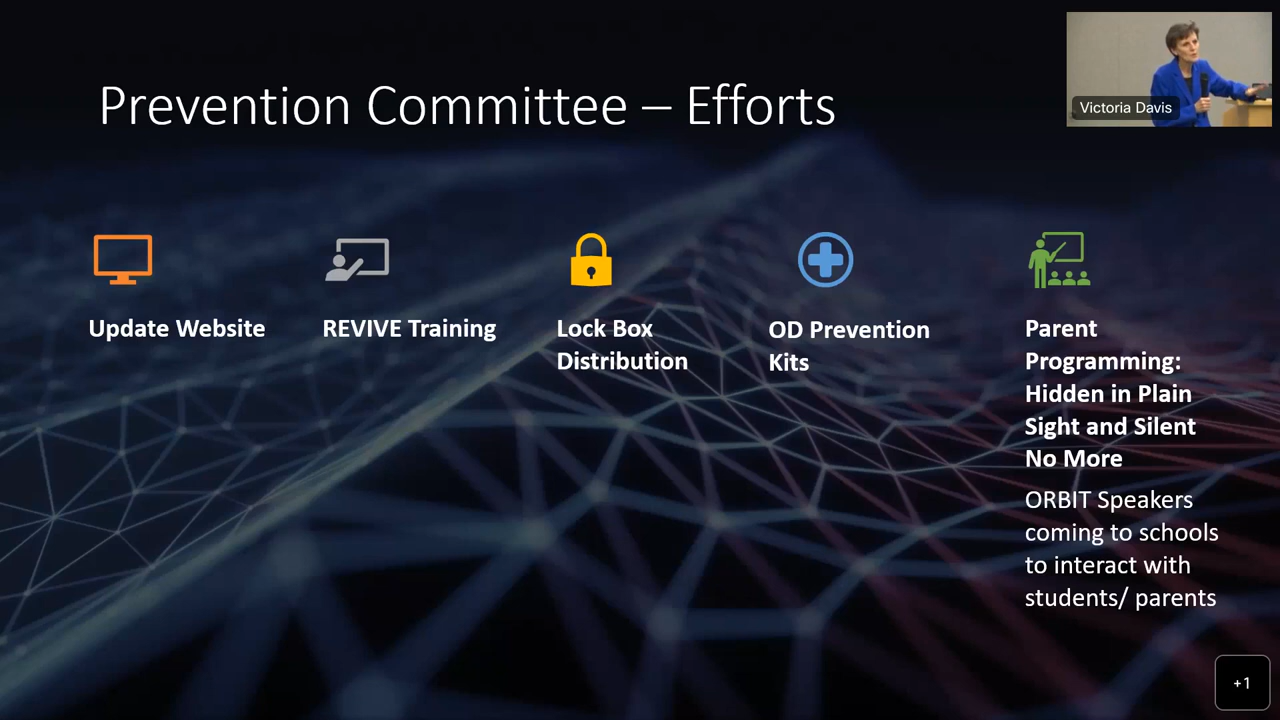 Prevention Committee – Efforts
Victoria Davis
Update Website
REVIVE Training
Lock Box
Distribution
OD Prevention
Kits
Parent
Programming:
Hidden in Plain
Sight and Silent
No More
ORBIT Speakers
coming to schools
to interact with
students/ parents
+1